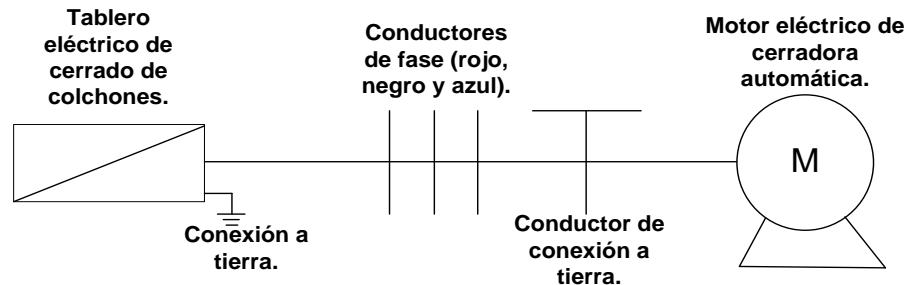 Tablero
eléctrico de
cerrado de
colchones.
Conductores
de fase (rojo,
negro y azul).
Motor eléctrico de
cerradora
automática.
M
Conexión a
tierra.
Conductor de
conexión a
tierra.